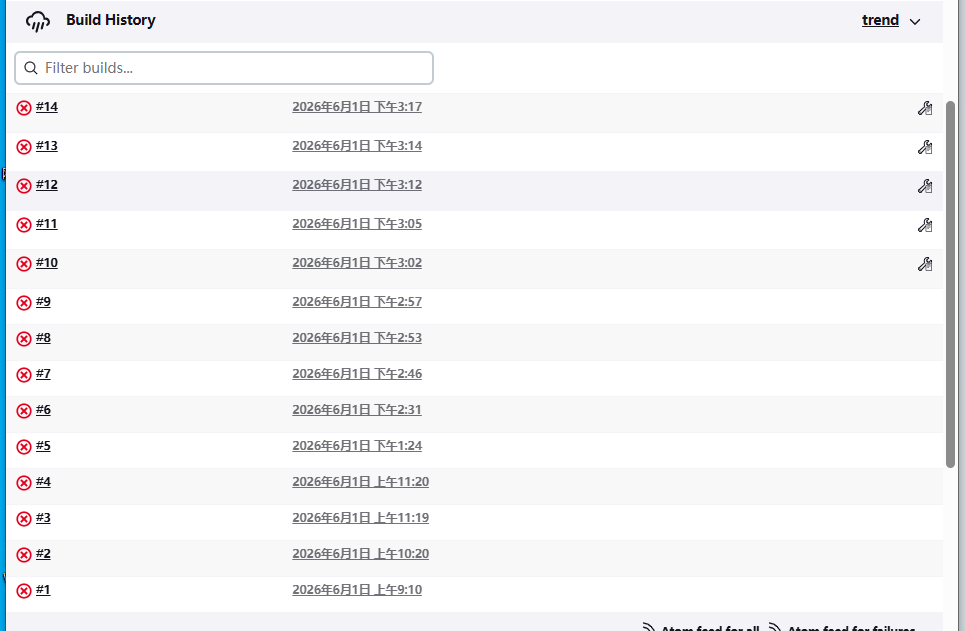 Build History trend
Filter builds...
#14 2026年6月1日 下午3:17
#13 2026年6月1日 下午3:14
#12 2026年6月1日 下午3:12
#11 2026年6月1日 下午3:05
#10 2026年6月1日 下午3:02
#9 2026年6月1日 下午2:57
#8 2026年6月1日 下午2:53
#7 2026年6月1日 下午2:46
#6 2026年6月1日 下午2:31
#5 2026年6月1日 下午1:24
#4 2026年6月1日 上午11:20
#3 2026年6月1日 上午11:19
#2 2026年6月1日 上午10:20
#1 2026年6月1日 上午9:10
Atom feed for all Atom feed for failures